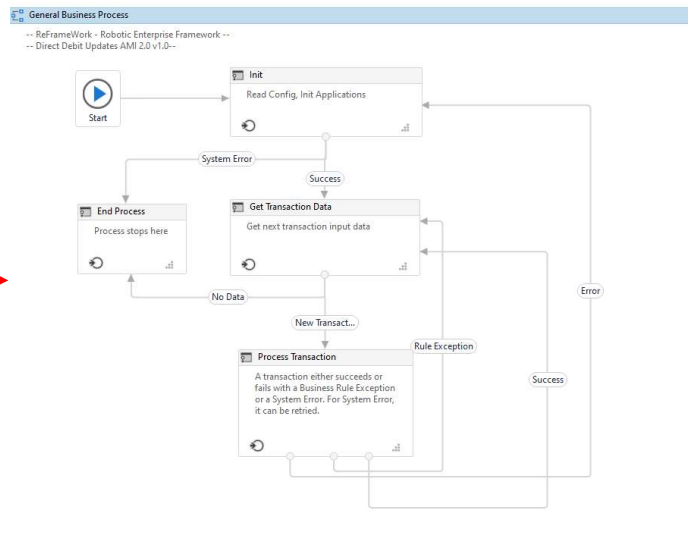 General Business Process
-- ReFrameWork - Robotic Enterprise Framework --
-- Direct Debit Updates AMI 2.0 v1.0--
Init
Read Config, Init Applications
Start
System Error
Success
End Process
Process stops here
Get Transaction Data
Get next transaction input data
No Data
Error
New Transact...
Rule Exception
Process Transaction
A transaction either succeeds or
fails with a Business Rule Exception
or a System Error. For System Error,
it can be retried.
Success